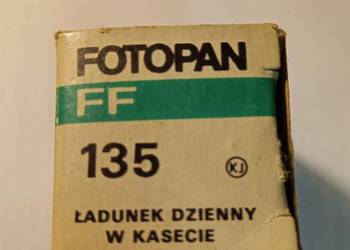 FOTOPAN
FF
135
KJ
ŁADUNEK DZIENNY
W KASECIE